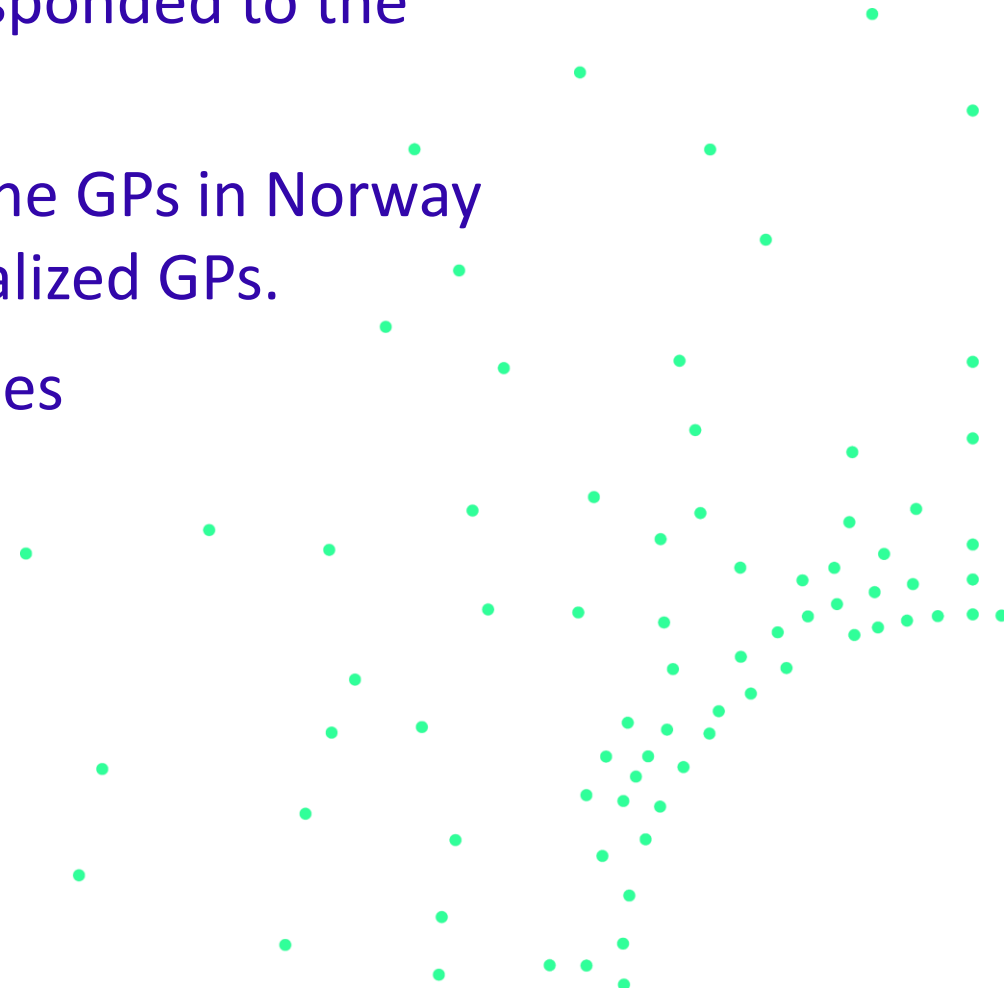 sponded to the
he GPs in Norway
alized GPs.
es